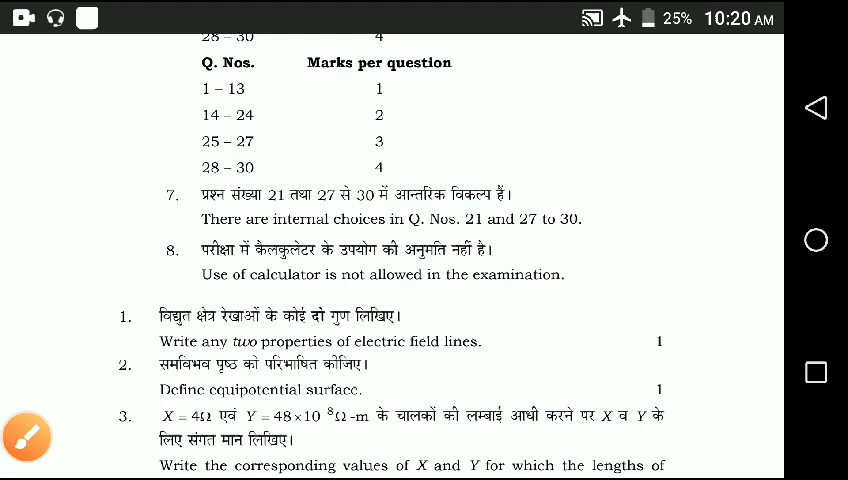 25% 10:20 AM
28 – 30 4
Q. Nos. Marks per question
1 – 13 1
14 – 24 2
25 – 27 3
28 – 30 4
7. प्रश्न संख्या 21 तथा 27 से 30 में आन्तरिक विकल्प हैं।
There are internal choices in Q. Nos. 21 and 27 to 30.
8. परीक्षा में कैलकुलेटर के उपयोग की अनुमति नहीं है।
Use of calculator is not allowed in the examination.
1. विद्युत क्षेत्र रेखाओं के कोई दो गुण लिखिए।
Write any two properties of electric field lines. 1
2. समविभव पृष्ठ को परिभाषित कीजिए।
Define equipotential surface. 1
3. X = 4Ω एवं Y = 48×10 8Ω-m के चालकों की लम्बाई आधी करने पर X व Y के
लिए संगत मान लिखिए।
Write the corresponding values of X and Y for which the lengths of